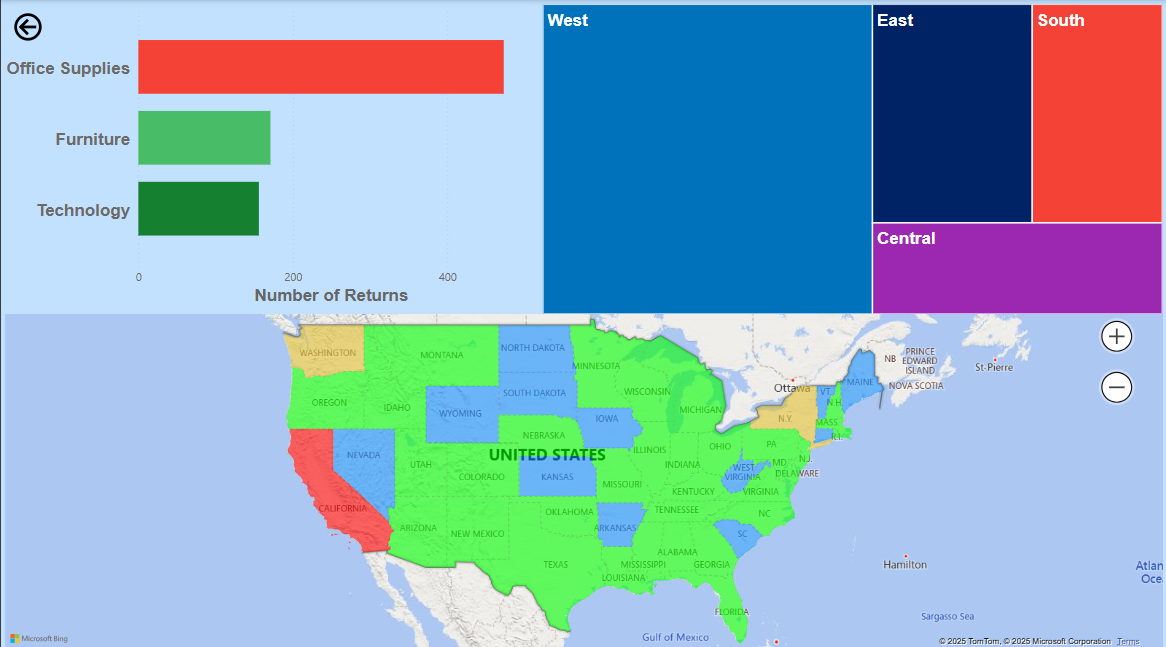 Office Supplies
Furniture
Technology
0
200
400
Number of Returns
West
East
South
Central
WASHINGTON
MONTANA
NORTH DAKOTA
MINNESOTA
OREGON
IDAHO
WYOMING
SOUTH DAKOTA
WISCONSIN
MICHIGAN
IOWA
NEBRASKA
NEVADA
UTAH
COLORADO
UNITED STATES
KANSAS
ILLINOIS
INDIANA
OHIO
PA
N.Y.
VT.
N.H.
MAINE
MASS
R.I.
N.J.
MD
DELAWARE
WEST
VIRGINIA
VIRGINIA
KENTUCKY
MISSOURI
CALIFORNIA
ARIZONA
NEW MEXICO
OKLAHOMA
ARKANSAS
TENNESSEE
NC
SC
TEXAS
LOUISIANA
MISSISSIPPI
ALABAMA
GEORGIA
FLORIDA
Ottawa
NB
PRINCE
EDWARD
ISLAND
NOVA SCOTIA
St-Pierre
Hamilton
Atlan
Oce
Sargasso Sea
Gulf of Mexico
Microsoft Bing
© 2025 TomTom, © 2025 Microsoft Corporation Terms